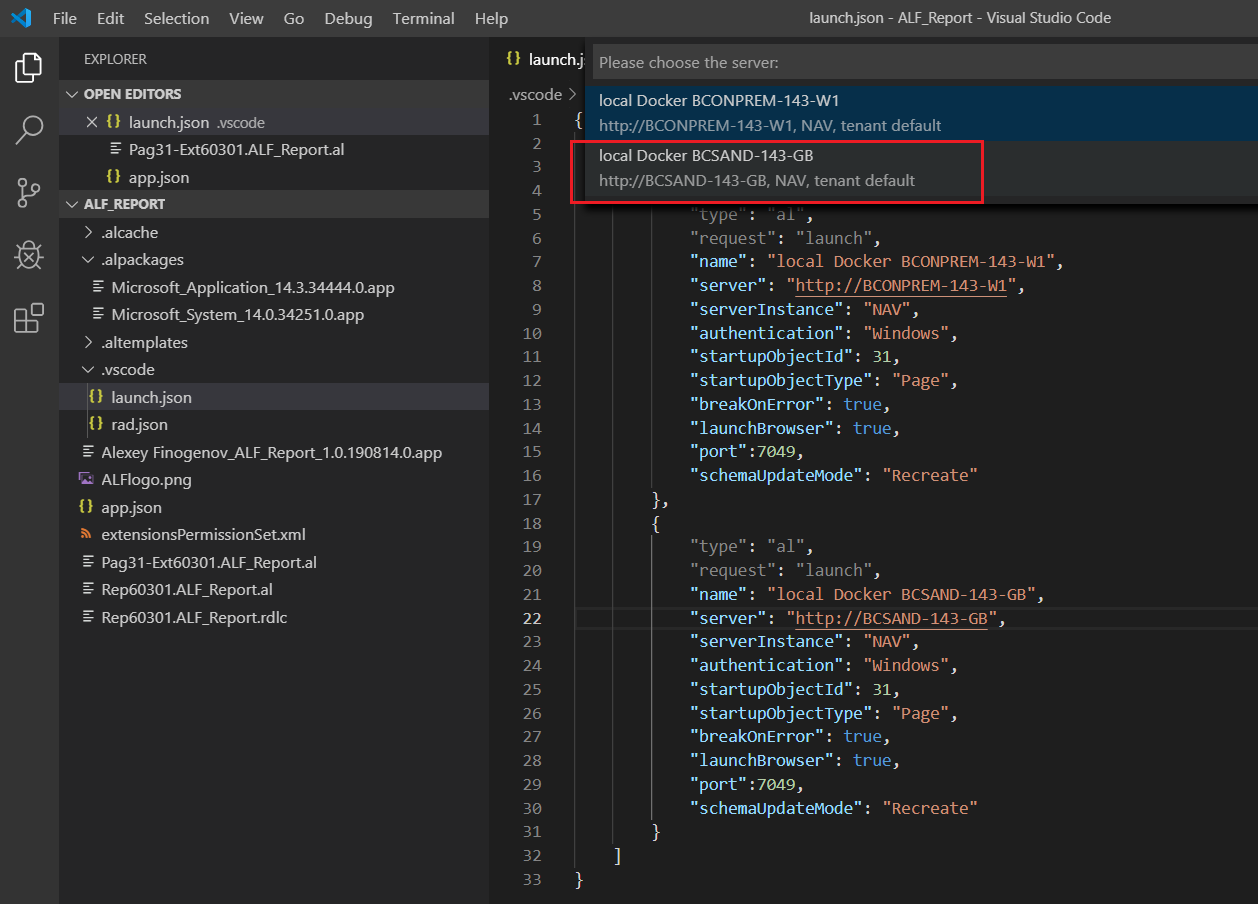 File Edit Selection View Go Debug Terminal Help
launch.json - ALF_Report - Visual Studio Code
EXPLORER
OPEN EDITORS
launch.json .vscode
Pag31-Ext60301.ALF_Report.al
app.json
ALF_REPORT
.alcache
.alpackages
Microsoft_Application_14.3.34444.0.app
Microsoft_System_14.0.34251.0.app
.altemplates
.vscode
launch.json
rad.json
Alexey Finogenov_ALF_Report_1.0.190814.0.app
ALFlogo.png
app.json
extensionsPermissionSet.xml
Pag31-Ext60301.ALF_Report.al
Rep60301.ALF_Report.al
Rep60301.ALF_Report.rdlc
{} launch.j
.vscode >
Please choose the server:
local Docker BCONPREM-143-W1
http://BCONPREM-143-W1, NAV, tenant default
local Docker BCSAND-143-GB
http://BCSAND-143-GB, NAV, tenant default
1 {
2
3
4
5 "type": "al",
6 "request": "launch",
7 "name": "local Docker BCONPREM-143-W1",
8 "server": "http://BCONPREM-143-W1",
9 "serverInstance": "NAV",
10 "authentication": "Windows",
11 "startupObjectId": 31,
12 "startupObjectType": "Page",
13 "breakOnError": true,
14 "launchBrowser": true,
15 "port":7049,
16 "schemaUpdateMode": "Recreate"
17 },
18 {
19 "type": "al",
20 "request": "launch",
21 "name": "local Docker BCSAND-143-GB",
22 "server": "http://BCSAND-143-GB",
23 "serverInstance": "NAV",
24 "authentication": "Windows",
25 "startupObjectId": 31,
26 "startupObjectType": "Page",
27 "breakOnError": true,
28 "launchBrowser": true,
29 "port":7049,
30 "schemaUpdateMode": "Recreate"
31 }
32 ]
33 }